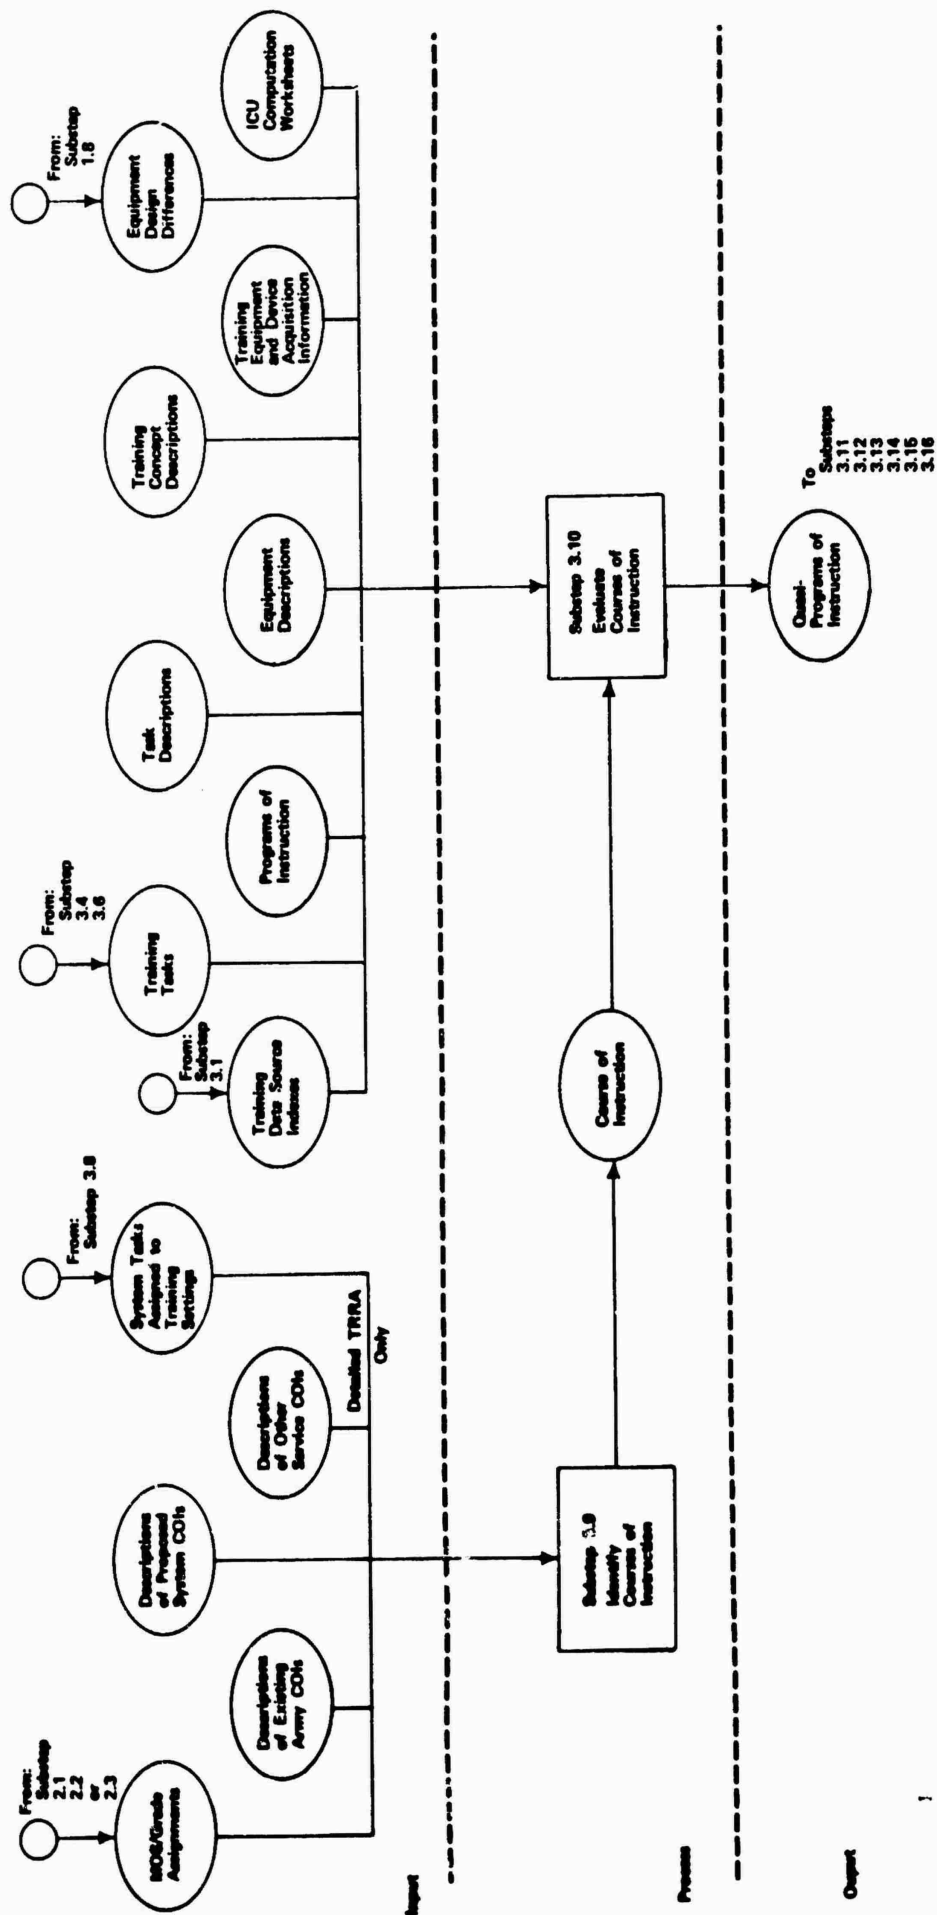 From:
Substep
2.1
2.2
or
2.3
MOS/Grade
Assignments
Descriptions
of Existing
Army COIs
Descriptions
of Proposed
System COIs
Descriptions
of Other
Service COIs
From:
Substep 3.8
System Tasks
Assigned to
Training
Settings
Detailed TRRA
Only
From:
Substep
3.1
Training
Data Source
Indexes
From:
Substep
3.4
3.6
Training
Tasks
Programs of
Instruction
Task
Descriptions
Equipment
Descriptions
Training
Concept
Descriptions
Training
Equipment
and Device
Acquisition
Information
From:
Substep
1.8
Equipment
Design
Differences
ICU
Computation
Worksheets
Input
Substep 3.9
Identify
Courses of
Instruction
Course of
Instruction
Substep 3.10
Evaluate
Courses of
Instruction
Process
Quasi-
Programs of
Instruction
To
Substeps
3.11
3.12
3.13
3.14
3.15
3.16
Output